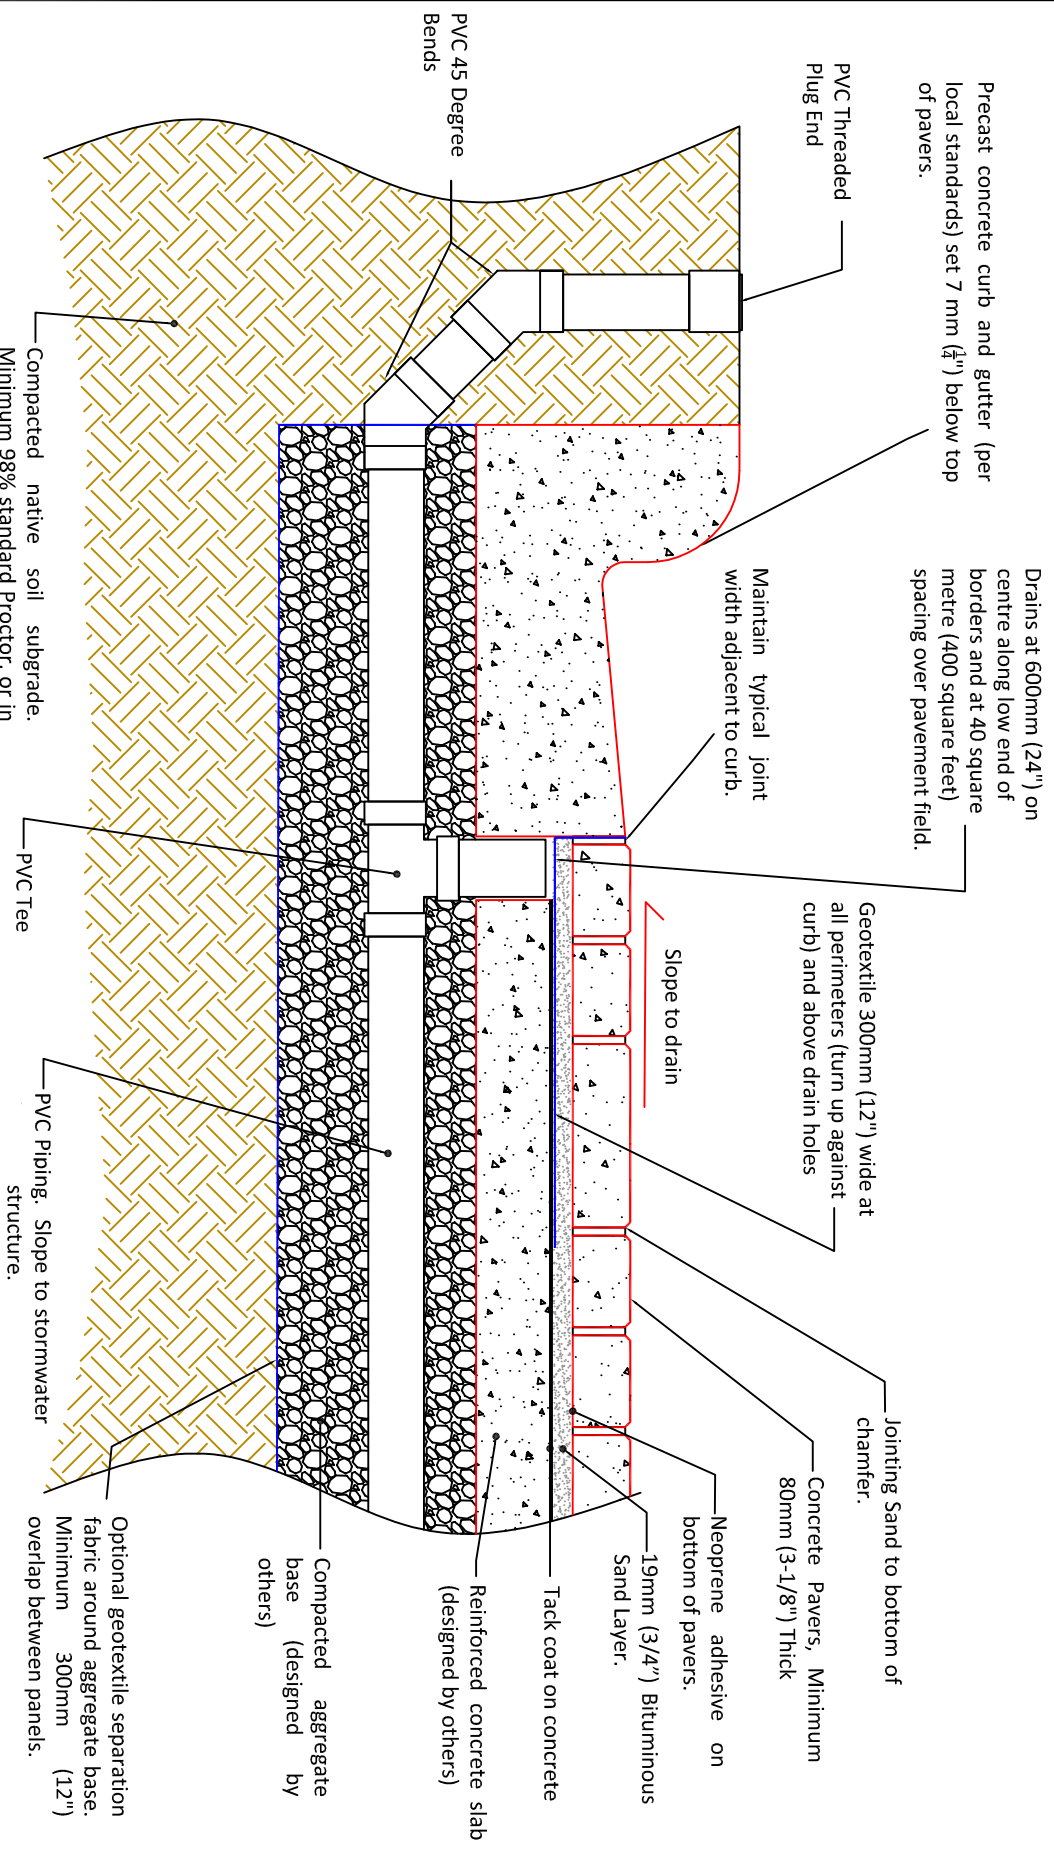 PVC 45 Degree
Bends
PVC Threaded
Plug End
Precast concrete curb and gutter (per
local standards) set 7 mm (¼") below top
of pavers.
Drains at 600mm (24") on
centre along low end of
borders and at 40 square
metre (400 square feet)
spacing over pavement field.
Maintain typical joint
width adjacent to curb.
Geotextile 300mm (12") wide at
all perimeters (turn up against
curb) and above drain holes
Slope to drain
Jointing Sand to bottom of
chamfer.
Concrete Pavers, Minimum
80mm (3-1/8") Thick
Neoprene adhesive on
bottom of pavers.
19mm (3/4″) Bituminous
Sand Layer.
Tack coat on concrete
Reinforced concrete slab
(designed by others)
Compacted aggregate
base (designed by
others)
Optional geotextile separation
fabric around aggregate base.
Minimum 300mm (12")
overlap between panels.
PVC Piping. Slope to stormwater
structure.
PVC Tee
Compacted native soil subgrade.
Minimum 98% standard Proctor, or in